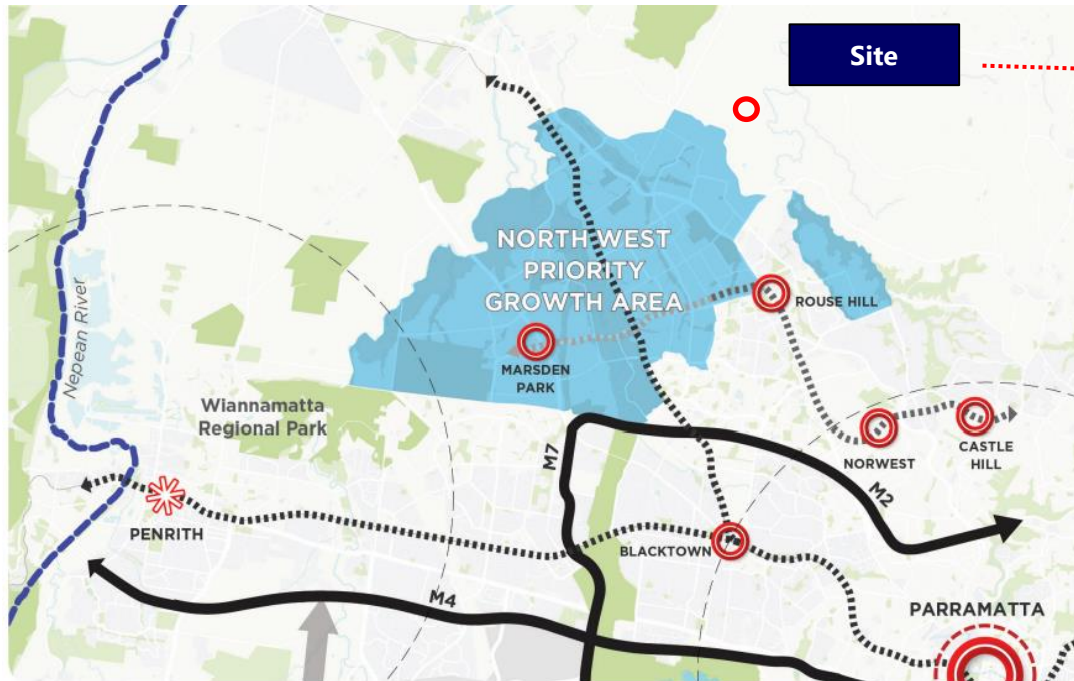 Site
NORTH WEST
PRIORITY
GROWTH AREA
ROUSE HILL
MARSDEN
PARK
Nepean River
Wiannamatta
Regional Park
NORWEST
CASTLE
HILL
M7
M2
PENRITH
BLACKTOWN
M4
PARRAMATTA